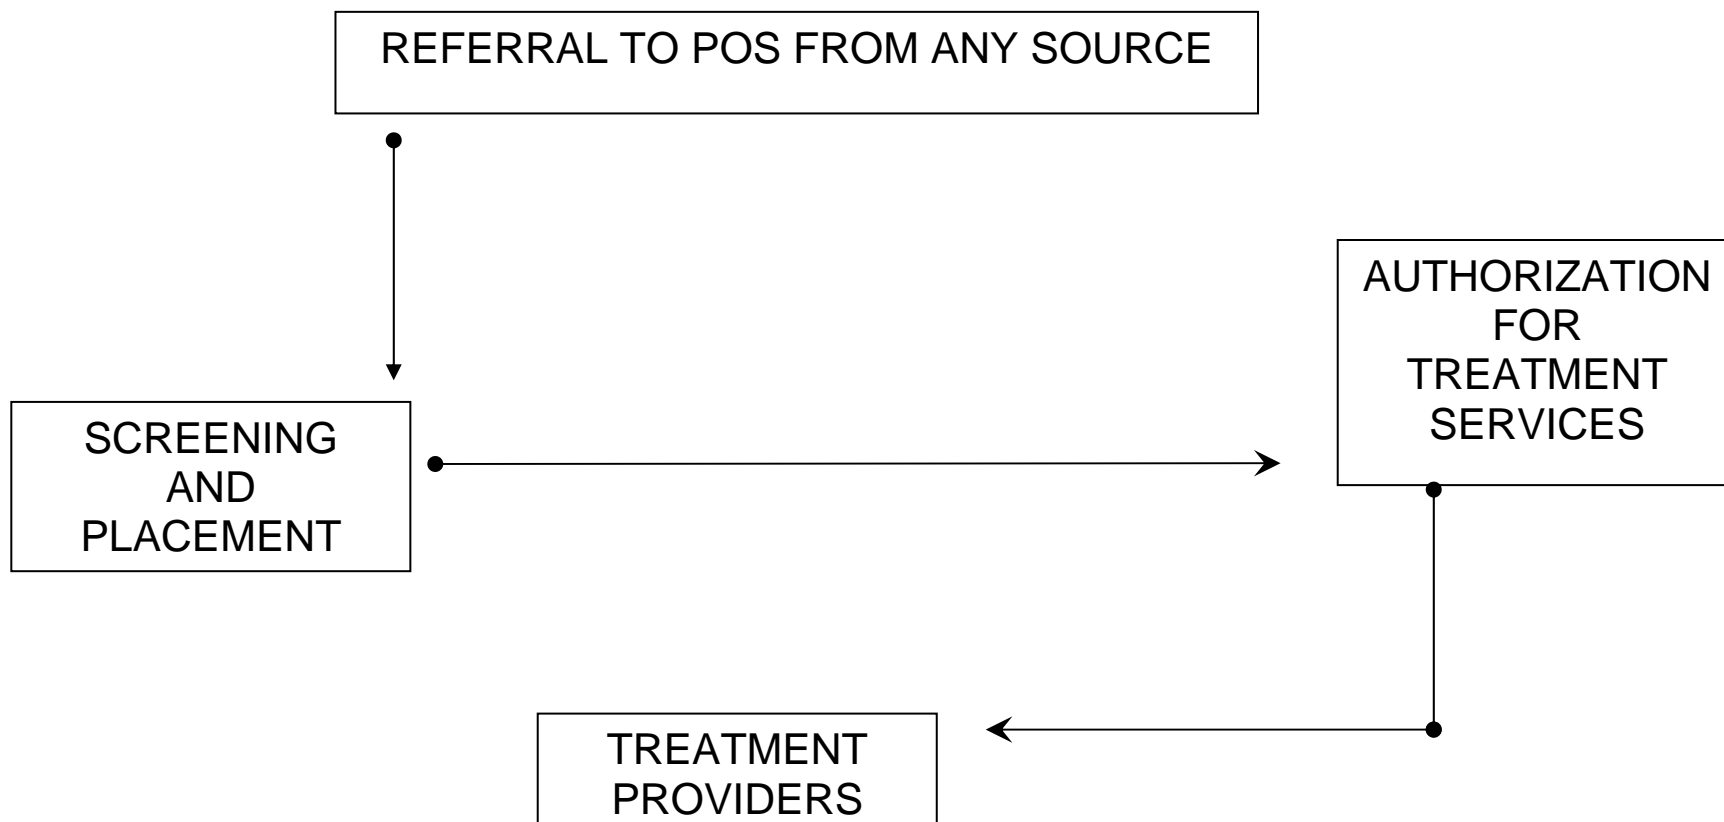 REFERRAL TO POS FROM ANY SOURCE
AUTHORIZATION
FOR
TREATMENT
SERVICES
SCREENING
AND
PLACEMENT
TREATMENT
PROVIDERS